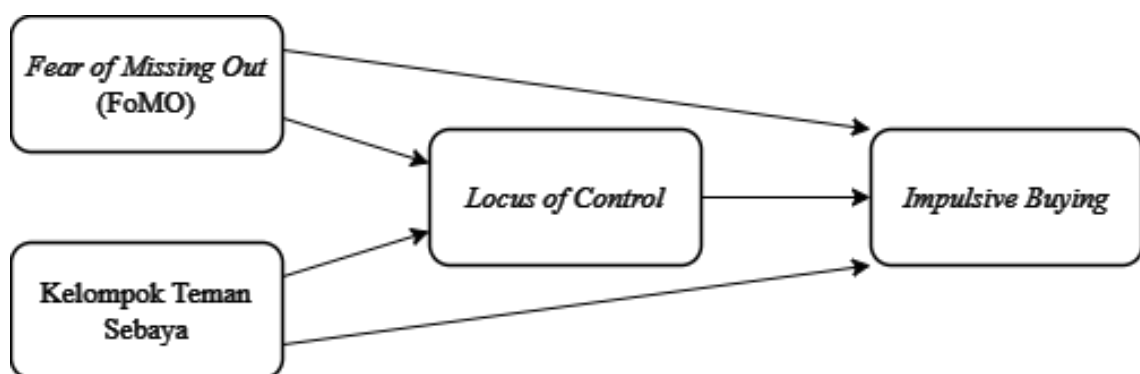 Fear of Missing Out
(FoMO)
Locus of Control
Impulsive Buying
Kelompok Teman
Sebaya